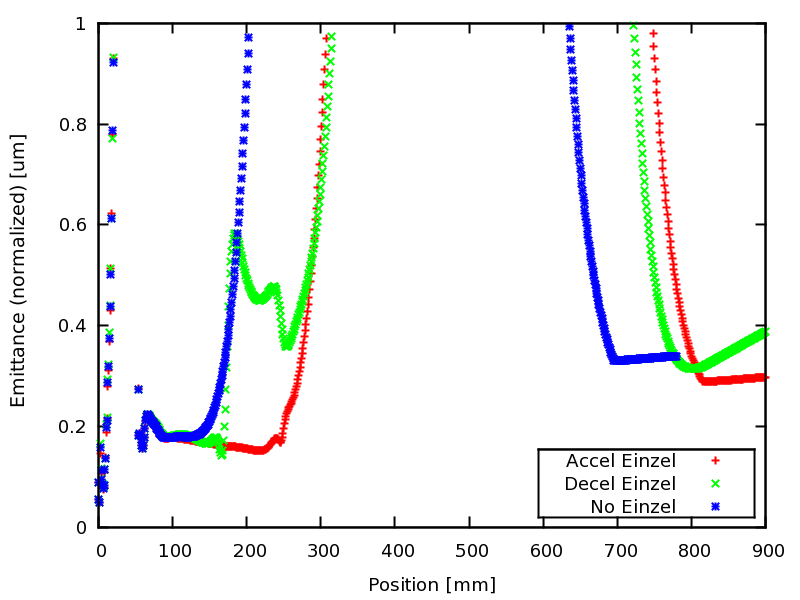 1
0.8
0.6
0.4
0.2
0
Emittance (normalized) [um]
Accel Einzel
Decel Einzel
No Einzel
0 100 200 300 400 500 600 700 800 900
Position [mm]